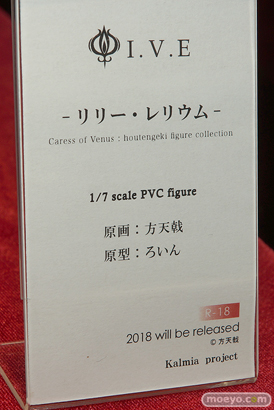 I.V.E
-リリー・レリウム-
Caress of Venus : houtengeki figure collection
1/7 scale PVC figure
原画：方天戟
原型：ろいん
R-18
2018 will be released
© 方天戟
Kalmia project
moeyo.com